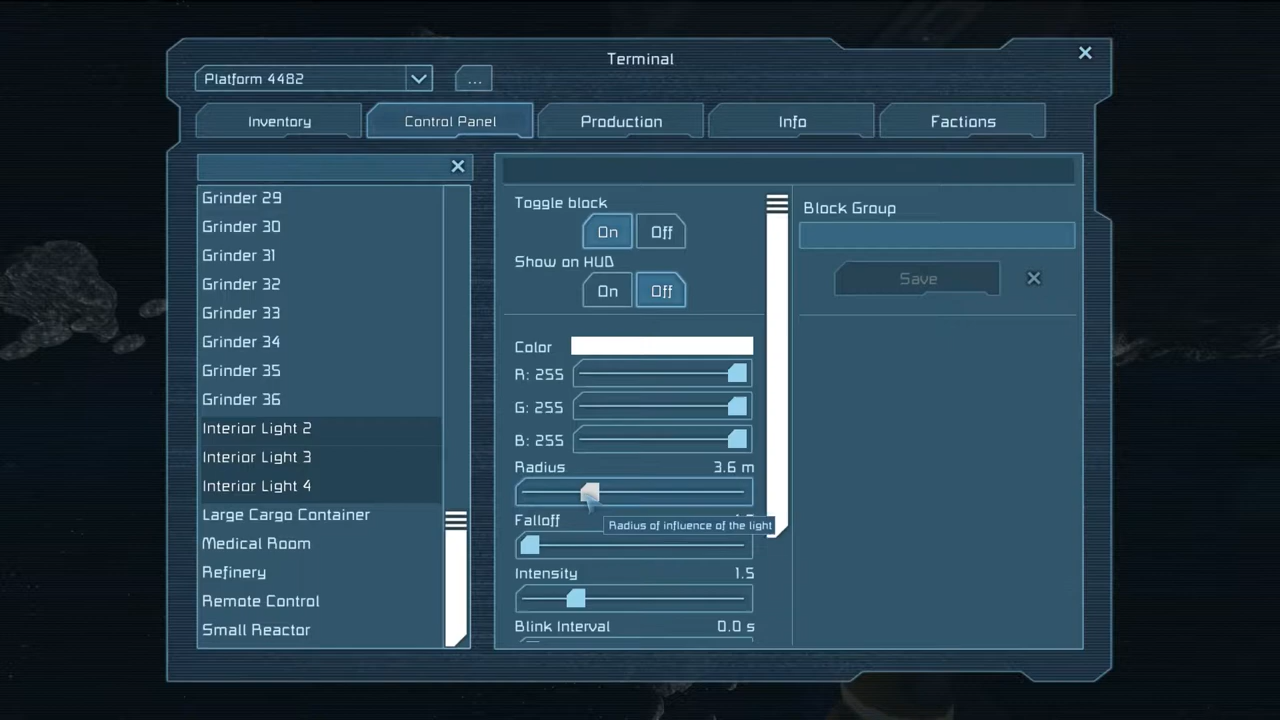 Terminal
Platform 4482
...
Inventory
Control Panel
Production
Info
Factions
Grinder 29
Grinder 30
Grinder 31
Grinder 32
Grinder 33
Grinder 34
Grinder 35
Grinder 36
Interior Light 2
Interior Light 3
Interior Light 4
Large Cargo Container
Medical Room
Refinery
Remote Control
Small Reactor
Toggle block
On Off
Show on HUD
On Off
Color
R: 255
G: 255
B: 255
Radius 3.6 m
Radius of influence of the light
Falloff
Intensity 1.5
Blink Interval 0.0 s
Block Group
Save